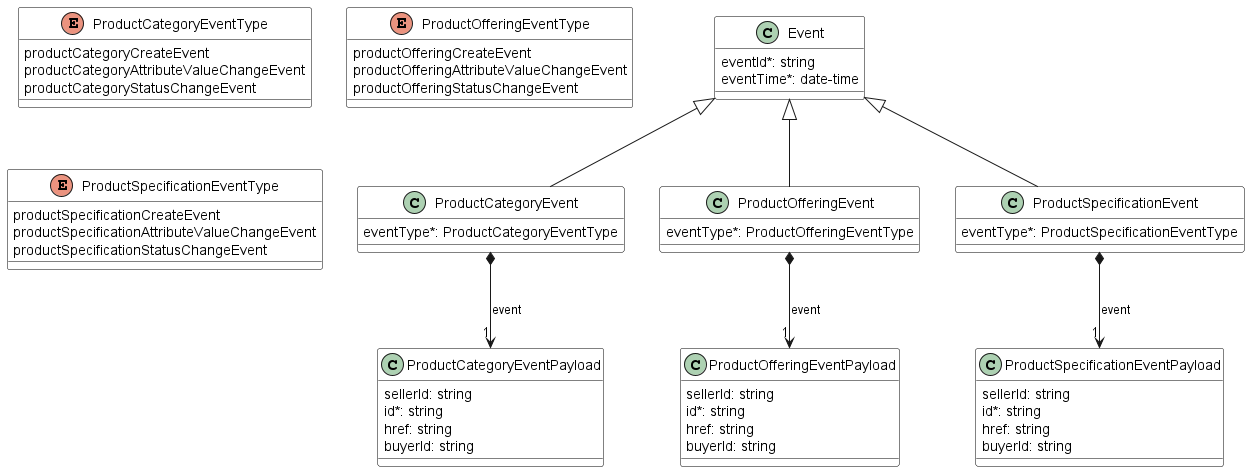 E ProductCategoryEventType
productCategoryCreateEvent
productCategoryAttributeValueChangeEvent
productCategoryStatusChangeEvent
E ProductOfferingEventType
productOfferingCreateEvent
productOfferingAttributeValueChangeEvent
productOfferingStatusChangeEvent
C Event
eventId*: string
eventTime*: date-time
E ProductSpecificationEventType
productSpecificationCreateEvent
productSpecificationAttributeValueChangeEvent
productSpecificationStatusChangeEvent
C ProductCategoryEvent
eventType*: ProductCategoryEventType
C ProductOfferingEvent
eventType*: ProductOfferingEventType
C ProductSpecificationEvent
eventType*: ProductSpecificationEventType
event
1
event
1
event
1
C ProductCategoryEventPayload
sellerId: string
id*: string
href: string
buyerId: string
C ProductOfferingEventPayload
sellerId: string
id*: string
href: string
buyerId: string
C ProductSpecificationEventPayload
sellerId: string
id*: string
href: string
buyerId: string